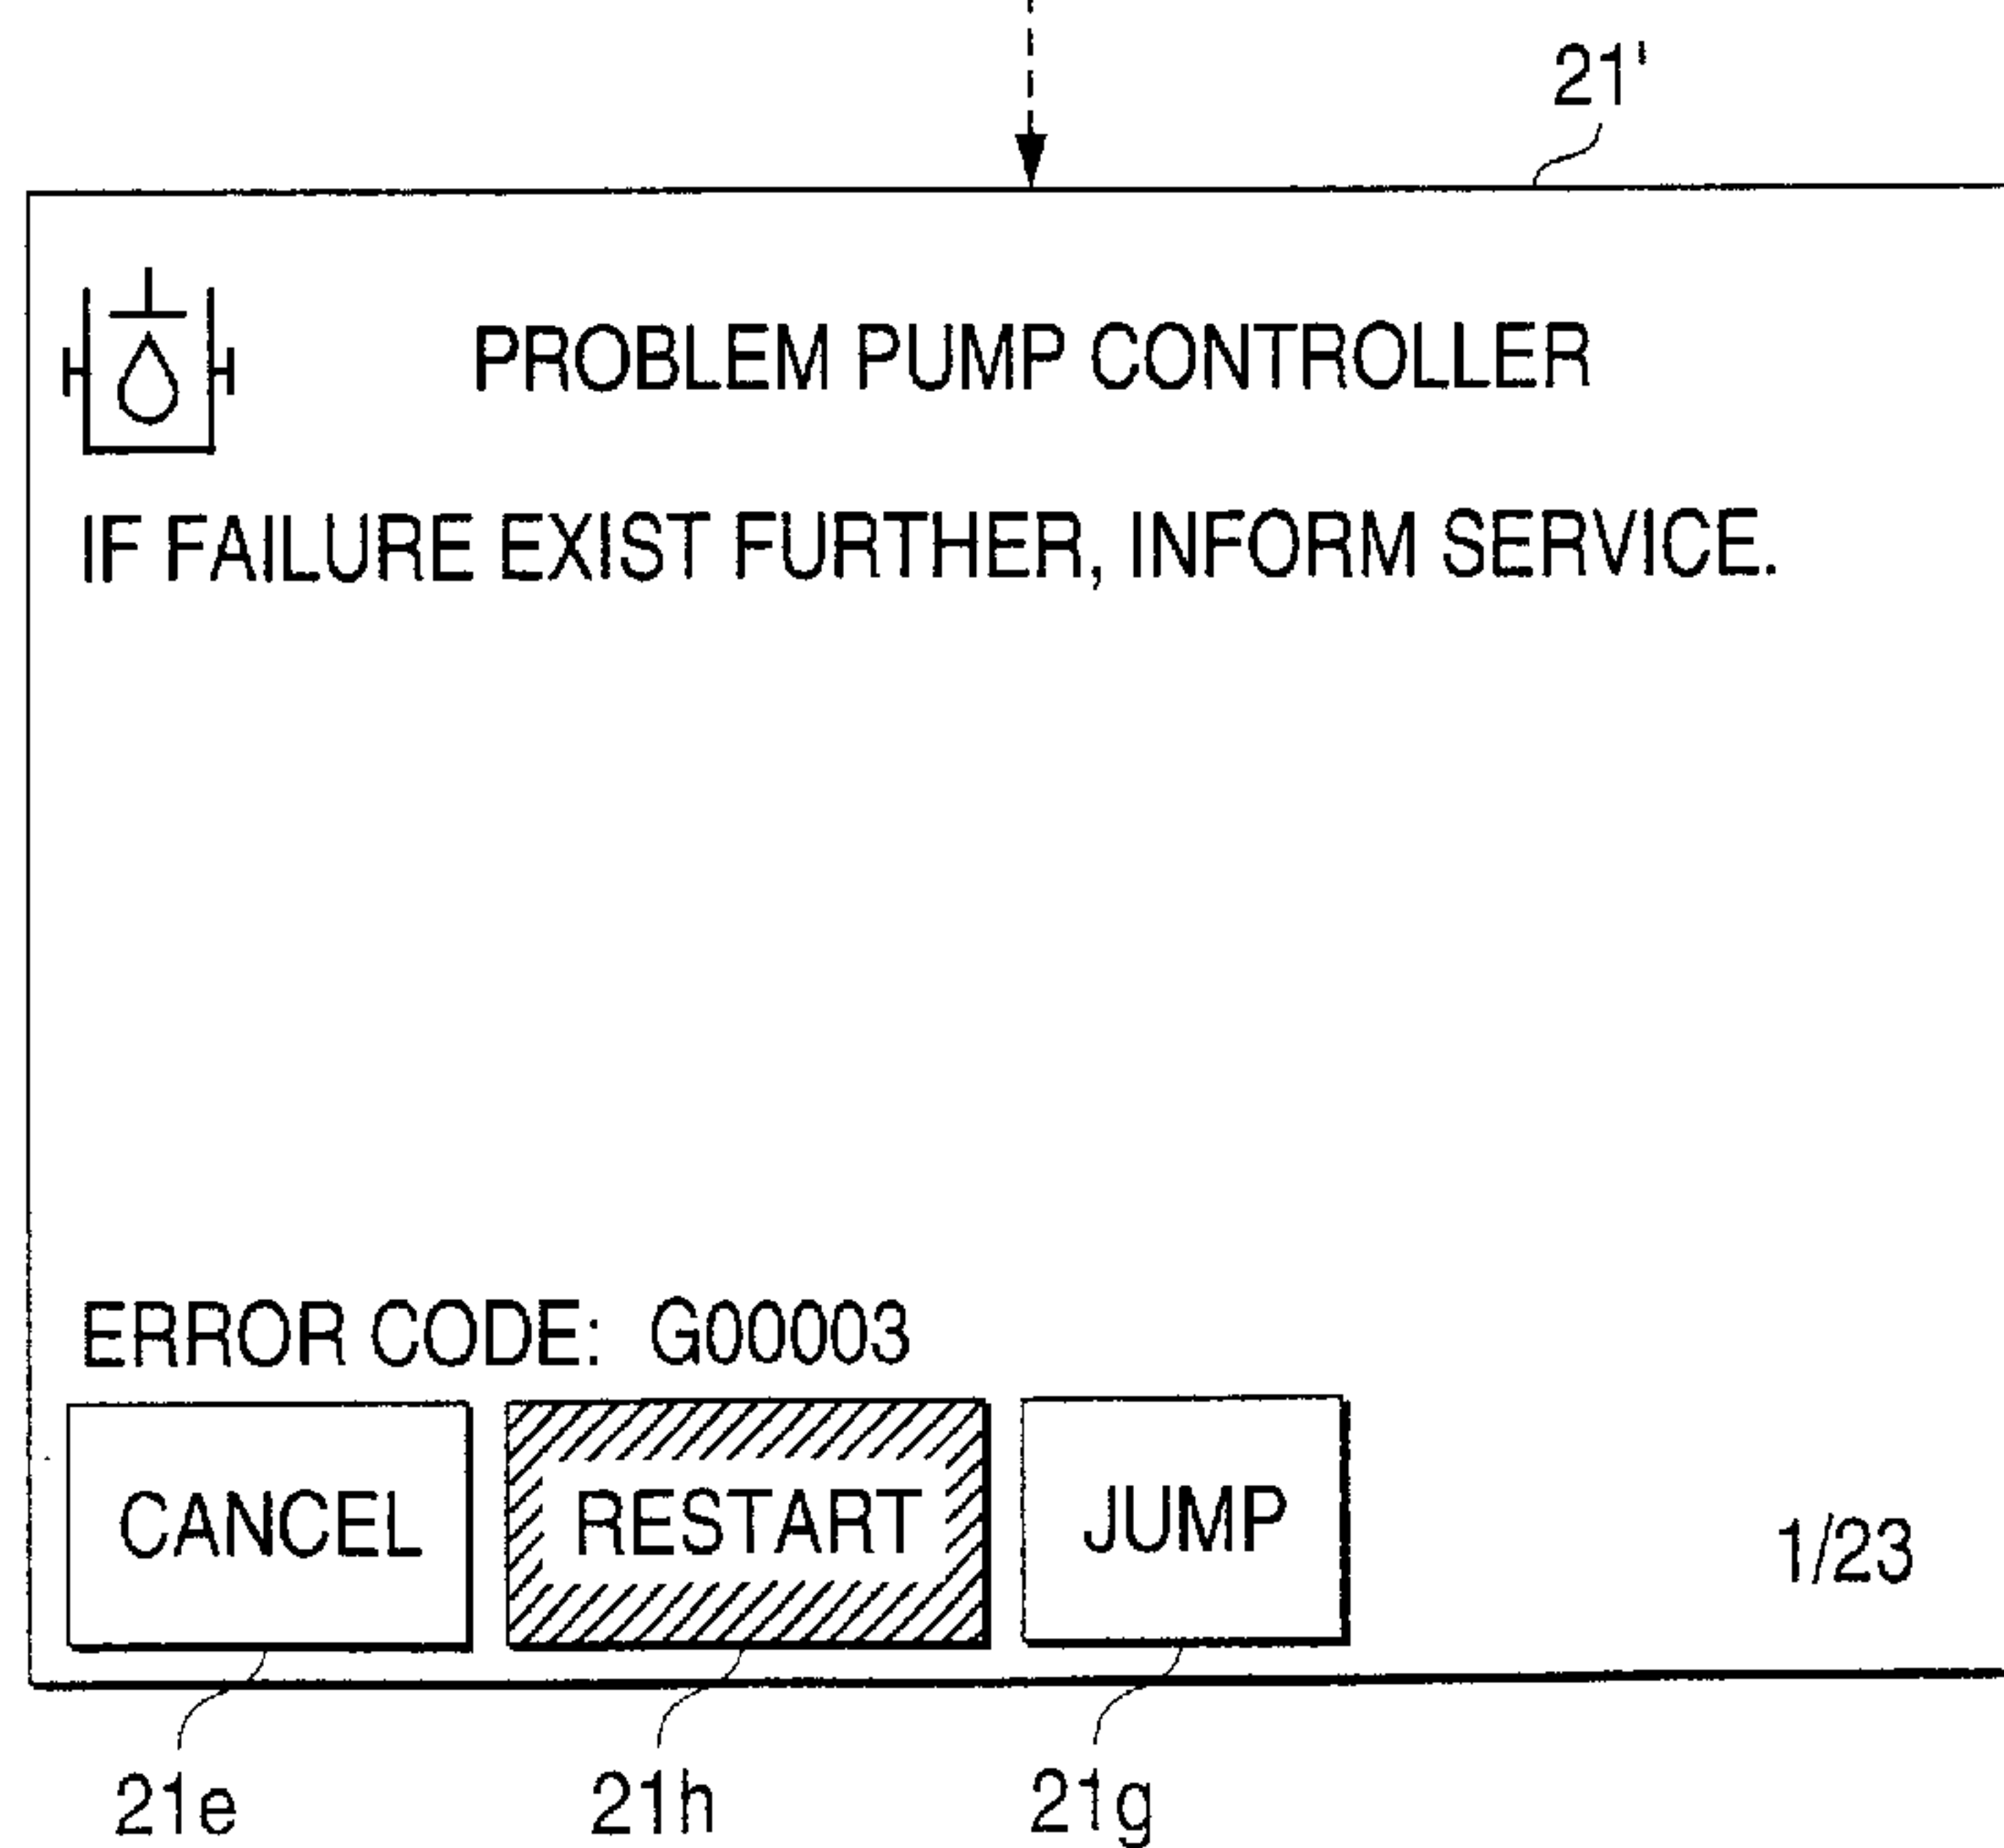 21'
PROBLEM PUMP CONTROLLER
IF FAILURE EXIST FURTHER, INFORM SERVICE.
ERROR CODE: G00003
CANCEL RESTART JUMP 1/23
21e 21h 21g